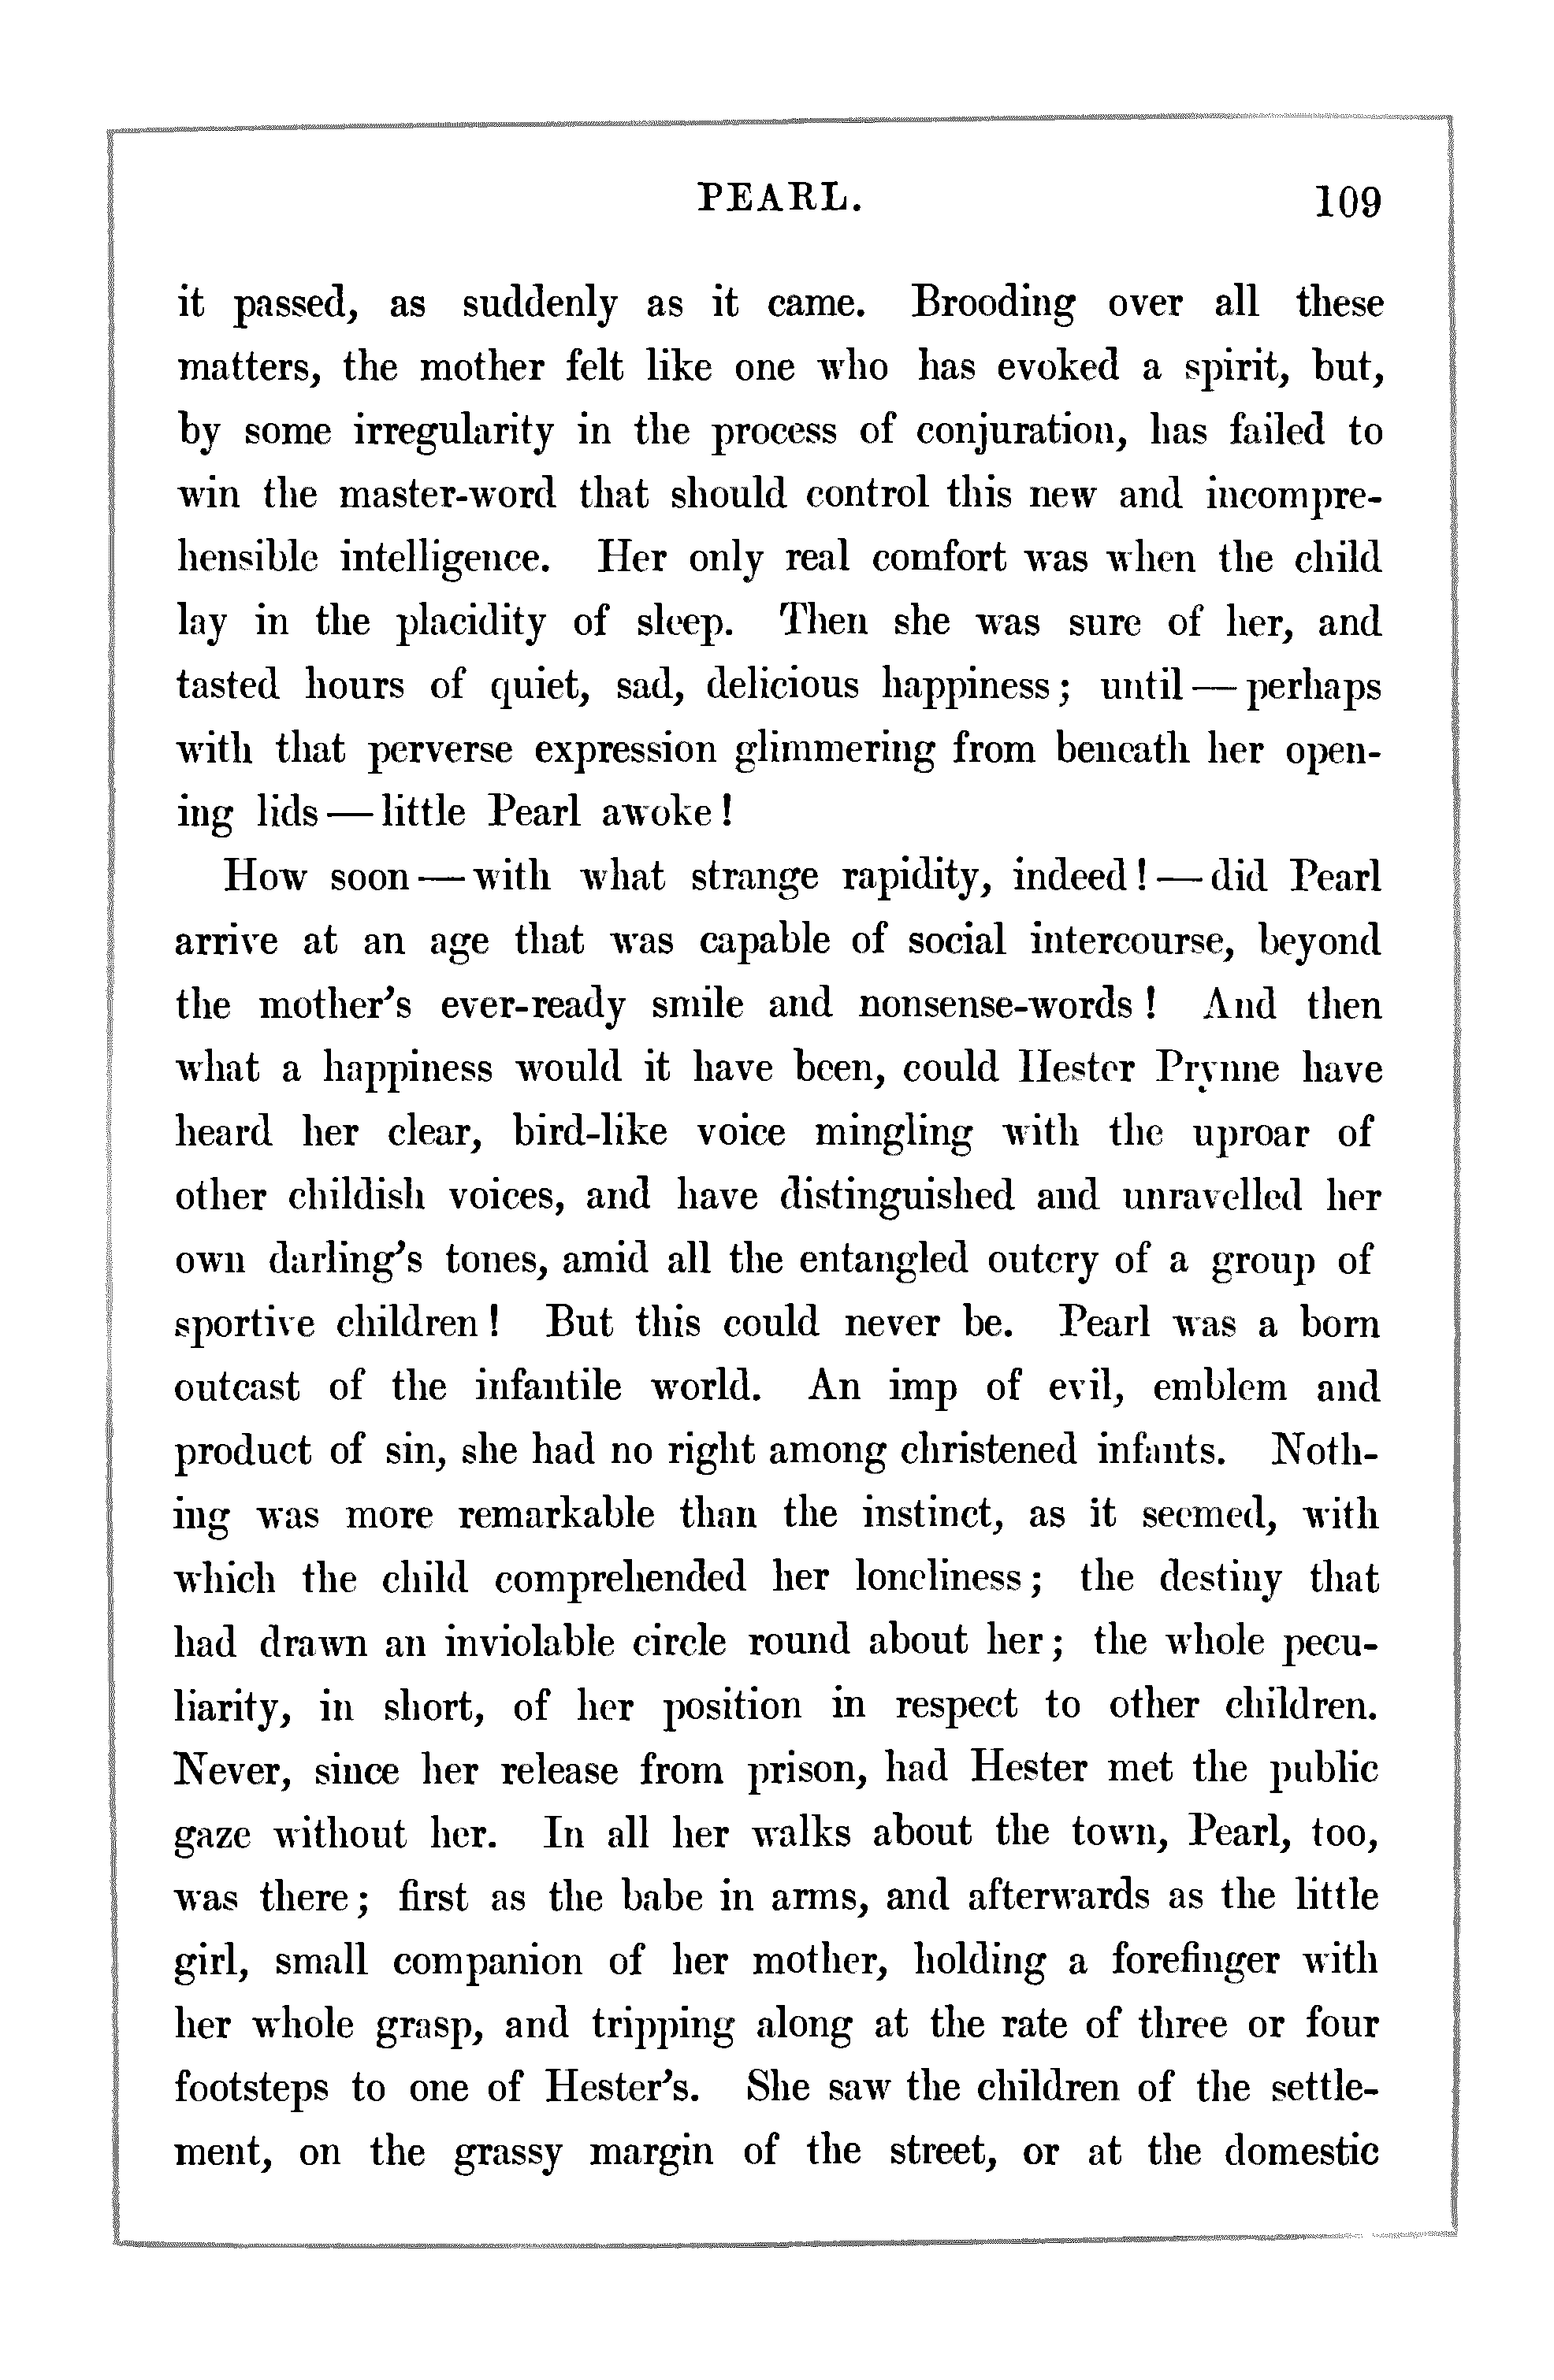 PEARL. 109
it passed, as suddenly as it came. Brooding over all these
matters, the mother felt like one who has evoked a spirit, but,
by some irregularity in the process of conjuration, has failed to
win the master-word that should control this new and incompre-
hensible intelligence. Her only real comfort was when the child
lay in the placidity of sleep. Then she was sure of her, and
tasted hours of quiet, sad, delicious happiness; until — perhaps
with that perverse expression glimmering from beneath her open-
ing lids — little Pearl awoke!
How soon — with what strange rapidity, indeed! — did Pearl
arrive at an age that was capable of social intercourse, beyond
the mother's ever-ready smile and nonsense-words! And then
what a happiness would it have been, could Hester Prynne have
heard her clear, bird-like voice mingling with the uproar of
other childish voices, and have distinguished and unravelled her
own darling's tones, amid all the entangled outcry of a group of
sportive children! But this could never be. Pearl was a born
outcast of the infantile world. An imp of evil, emblem and
product of sin, she had no right among christened infants. Noth-
ing was more remarkable than the instinct, as it seemed, with
which the child comprehended her loneliness; the destiny that
had drawn an inviolable circle round about her; the whole pecu-
liarity, in short, of her position in respect to other children.
Never, since her release from prison, had Hester met the public
gaze without her. In all her walks about the town, Pearl, too,
was there; first as the babe in arms, and afterwards as the little
girl, small companion of her mother, holding a forefinger with
her whole grasp, and tripping along at the rate of three or four
footsteps to one of Hester's. She saw the children of the settle-
ment, on the grassy margin of the street, or at the domestic